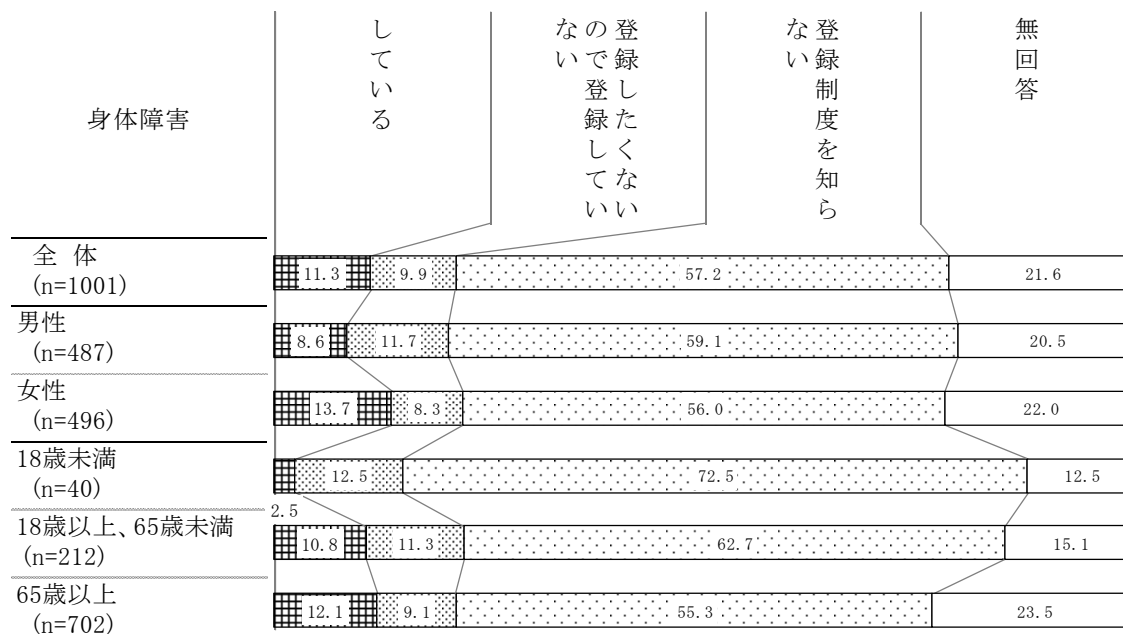 身体障害
している
登録したくない
ので登録してい
ない
登録制度を知ら
ない
無回答
全 体
(n=1001)
11.3 9.9 57.2 21.6
男性
(n=487)
8.6 11.7 59.1 20.5
女性
(n=496)
13.7 8.3 56.0 22.0
18歳未満
(n=40)
12.5 72.5 12.5
2.5
18歳以上、65歳未満
(n=212)
10.8 11.3 62.7 15.1
65歳以上
(n=702)
12.1 9.1 55.3 23.5